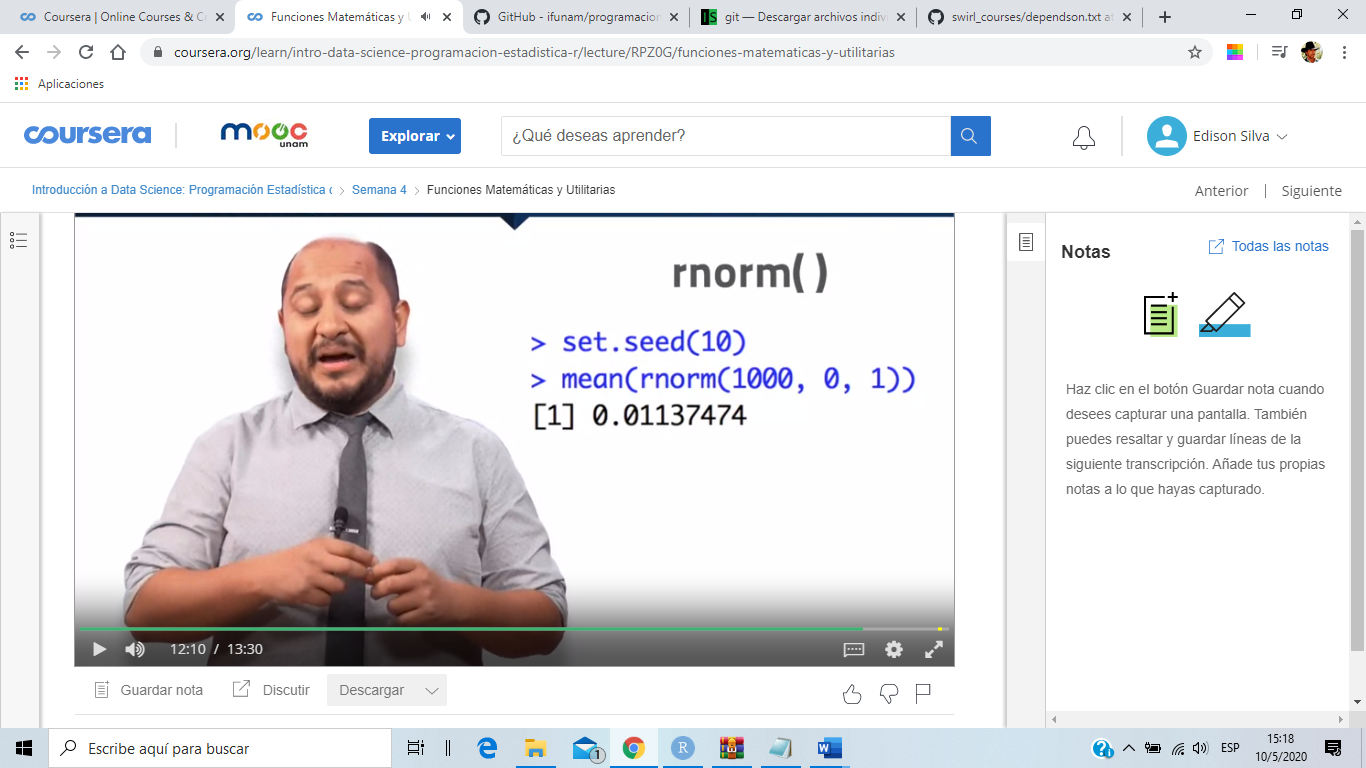 Coursera | Online Courses & C
Funciones Matemáticas y U
GitHub - ifunam/programacion
git — Descargar archivos indivi
swirl_courses/dependson.txt at
coursera.org/learn/intro-data-science-programacion-estadistica-r/lecture/RPZ0G/funciones-matematicas-y-utilitarias
Aplicaciones
coursera
mooc
unam
Explorar
¿Qué deseas aprender?
Edison Silva
Introducción a Data Science: Programación Estadística c > Semana 4 > Funciones Matemáticas y Utilitarias
Anterior | Siguiente
rnorm( )
> set.seed(10)
> mean(rnorm(1000, 0, 1))
[1] 0.01137474
12:10 / 13:30
Guardar nota
Discutir
Descargar
Notas
Todas las notas
Haz clic en el botón Guardar nota cuando
desees capturar una pantalla. También
puedes resaltar y guardar líneas de la
siguiente transcripción. Añade tus propias
notas a lo que hayas capturado.
Escribe aquí para buscar
1
R
ESP
15:18
10/5/2020